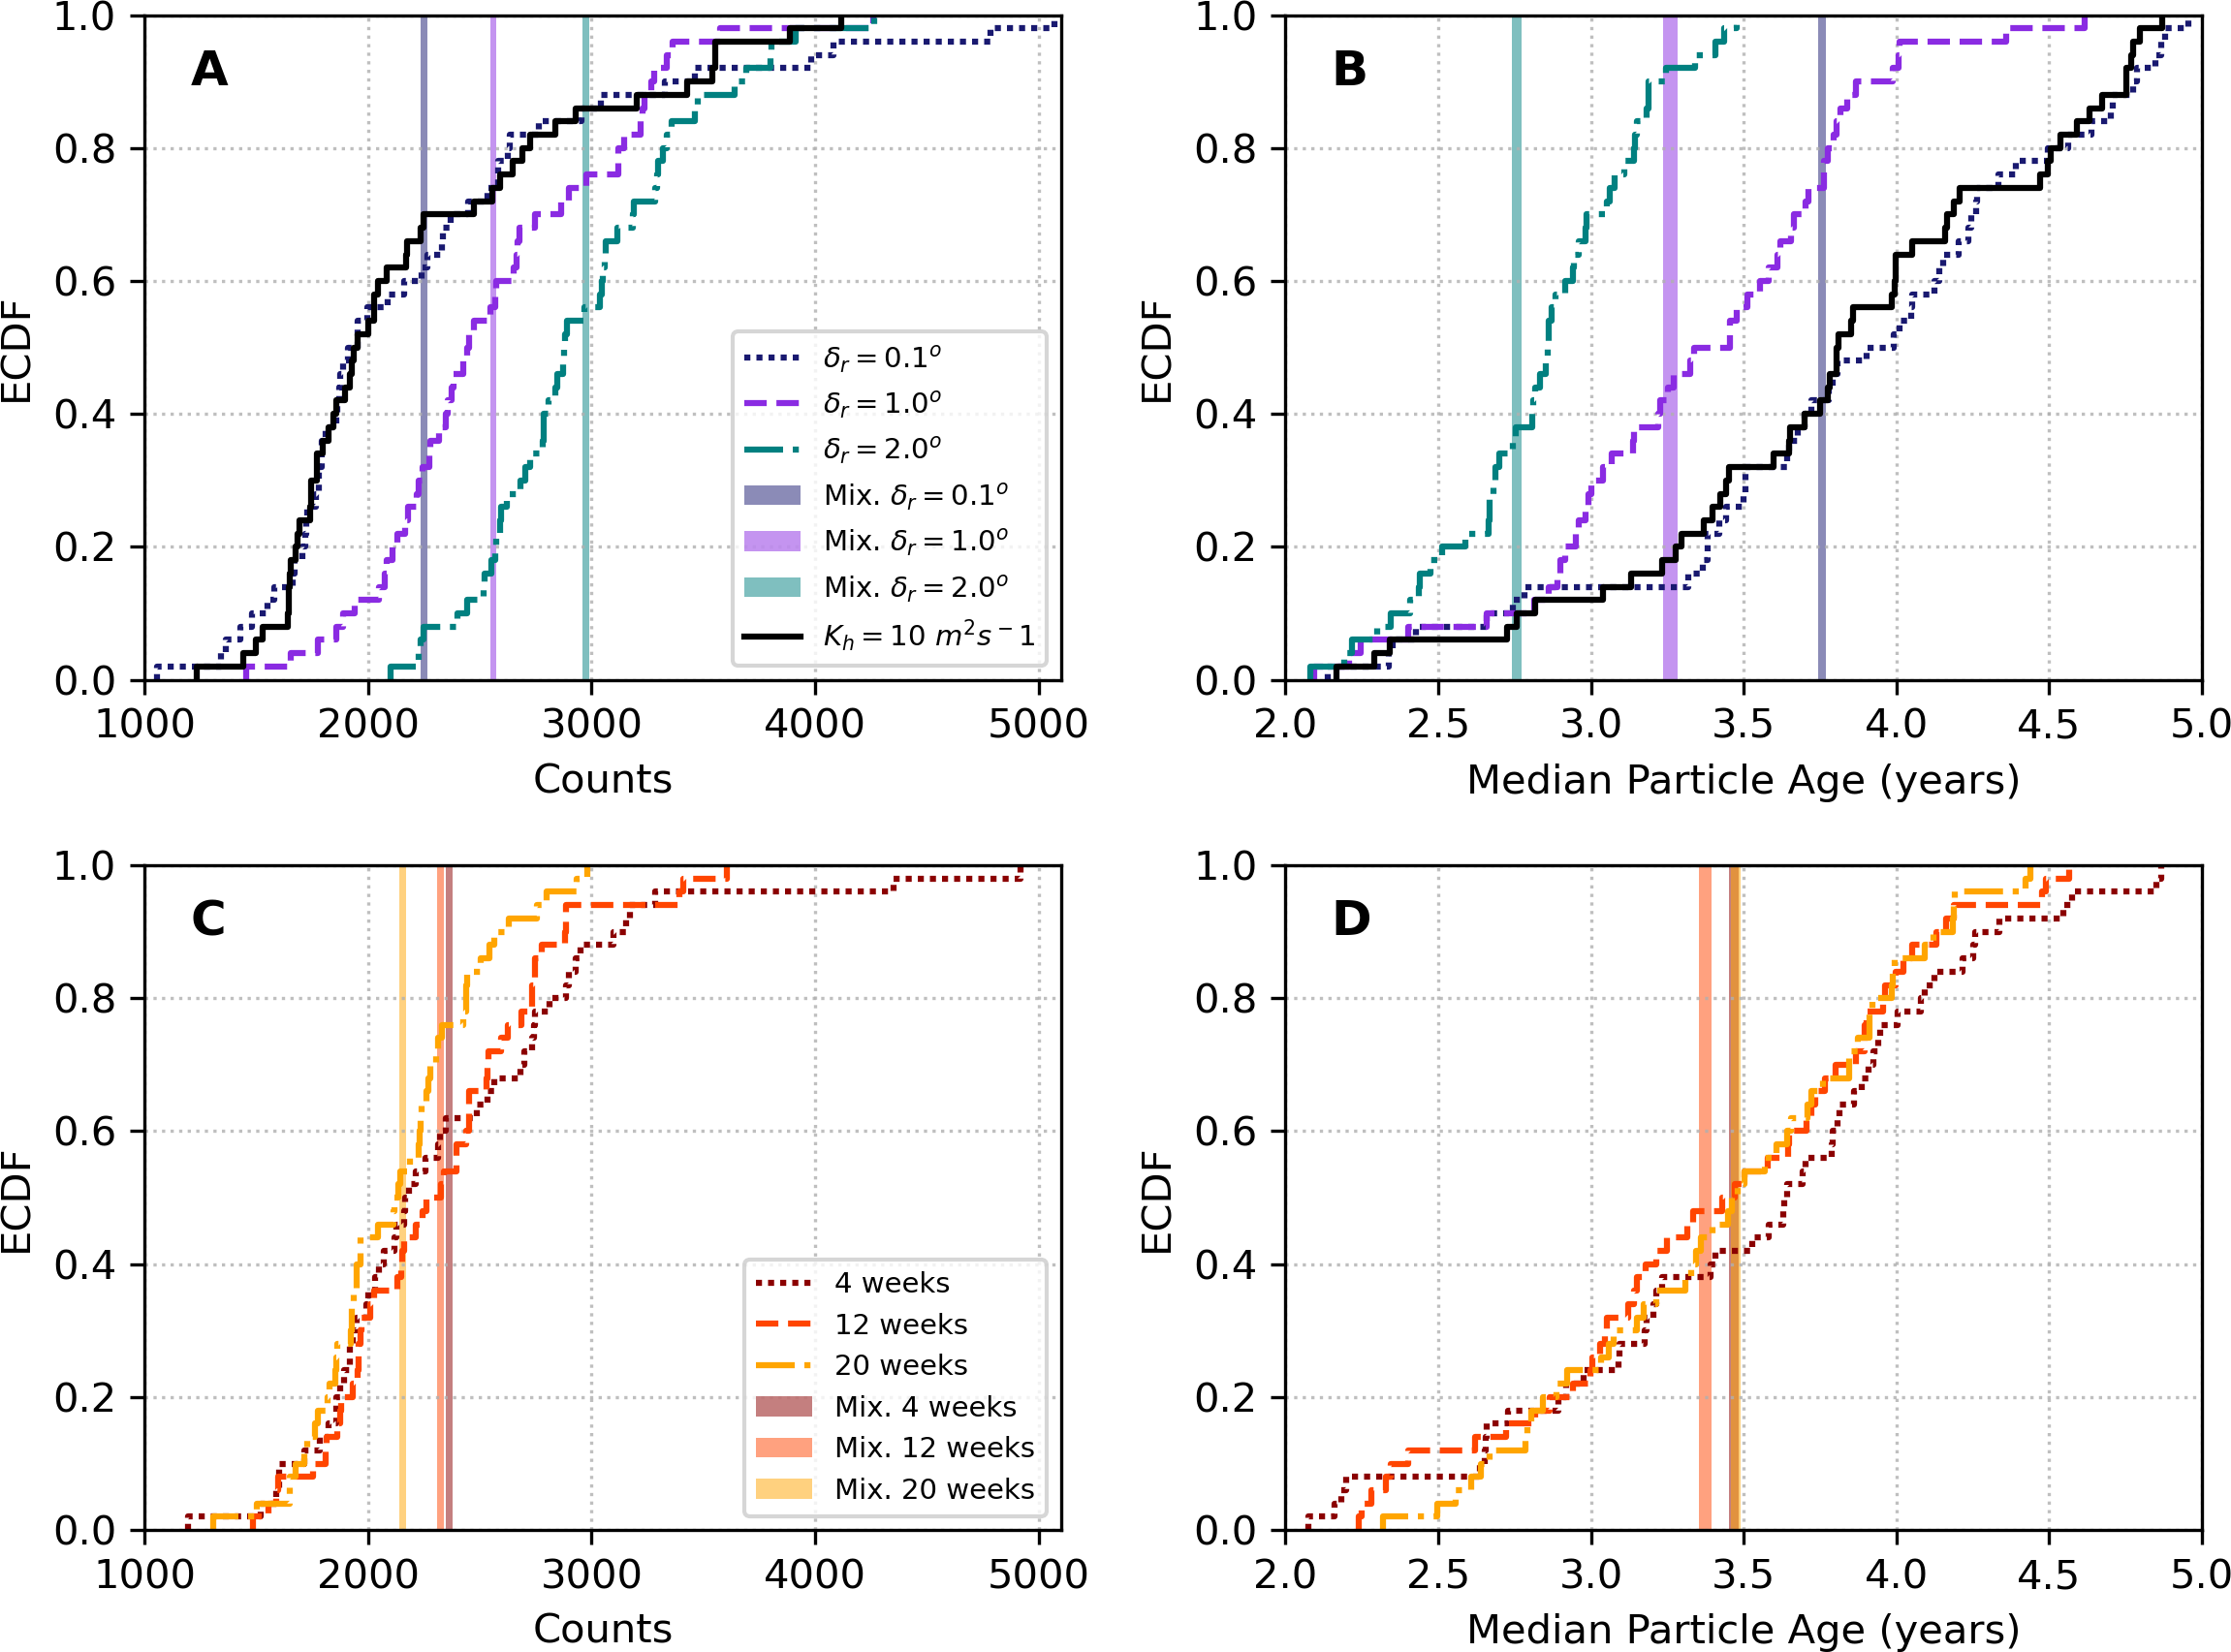 A
ECDF
1.0
0.8
0.6
0.4
0.2
0.0
1000 2000 3000 4000 5000
Counts
δr = 0.1o
δr = 1.0o
δr = 2.0o
Mix. δr = 0.1o
Mix. δr = 1.0o
Mix. δr = 2.0o
Kh = 10 m2s − 1
B
ECDF
1.0
0.8
0.6
0.4
0.2
0.0
2.0 2.5 3.0 3.5 4.0 4.5 5.0
Median Particle Age (years)
C
ECDF
1.0
0.8
0.6
0.4
0.2
0.0
1000 2000 3000 4000 5000
Counts
4 weeks
12 weeks
20 weeks
Mix. 4 weeks
Mix. 12 weeks
Mix. 20 weeks
D
ECDF
1.0
0.8
0.6
0.4
0.2
0.0
2.0 2.5 3.0 3.5 4.0 4.5 5.0
Median Particle Age (years)